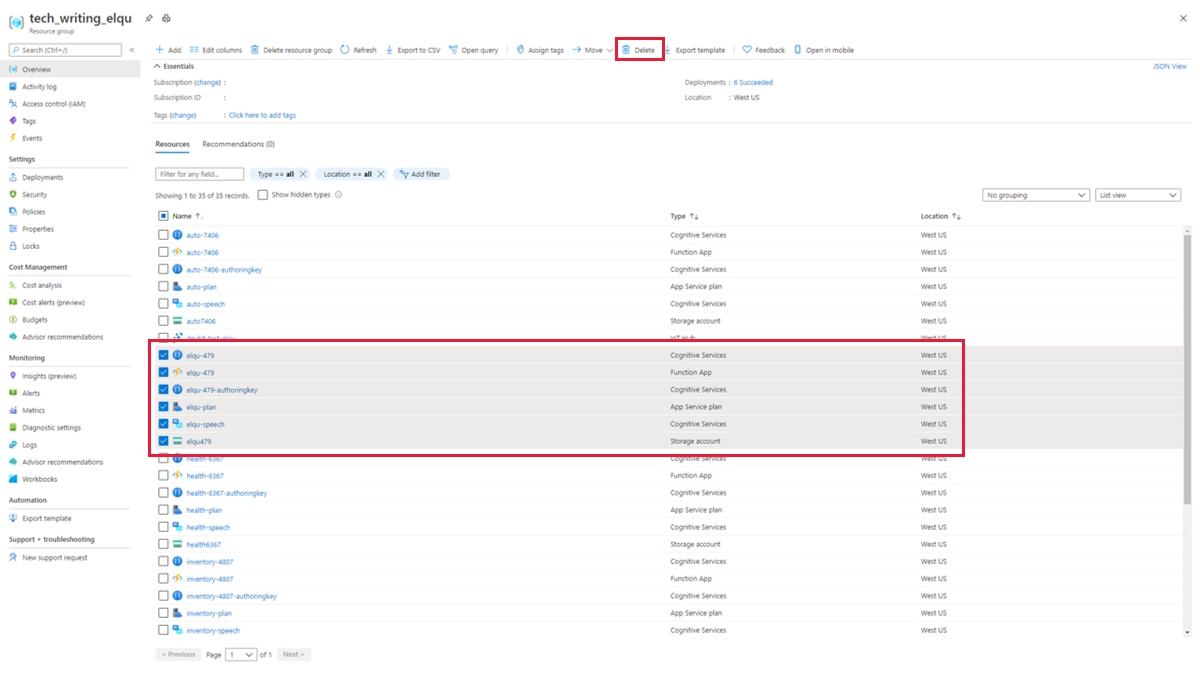 tech_writing_elqu
Resource group
Search (Ctrl+/)
«
Overview
Activity log
Access control (IAM)
Tags
Events
Settings
Deployments
Security
Policies
Properties
Locks
Cost Management
Cost analysis
Cost alerts (preview)
Budgets
Advisor recommendations
Monitoring
Insights (preview)
Alerts
Metrics
Diagnostic settings
Logs
Advisor recommendations
Workbooks
Automation
Export template
Support + troubleshooting
New support request
Add Edit columns Delete resource group Refresh Export to CSV Open query Assign tags Move Delete Export template Feedback Open in mobile
Essentials JSON View
Subscription (change) : Deployments : 6 Succeeded
Subscription ID : Location : West US
Tags (change) : Click here to add tags
Resources Recommendations (0)
Filter for any field... Type == all Location == all Add filter
Showing 1 to 35 of 35 records. Show hidden types No grouping List view
Name Type Location
auto-7406 Cognitive Services West US
auto-7406 Function App West US
auto-7406-authoringkey Cognitive Services West US
auto-plan App Service plan West US
auto-speech Cognitive Services West US
auto7406 Storage account West US
devkit-test-elqu IoT Hub West US
elqu-479 Cognitive Services West US
elqu-479 Function App West US
elqu-479-authoringkey Cognitive Services West US
elqu-plan App Service plan West US
elqu-speech Cognitive Services West US
elqu479 Storage account West US
health-6367 Cognitive Services West US
health-6367 Function App West US
health-6367-authoringkey Cognitive Services West US
health-plan App Service plan West US
health-speech Cognitive Services West US
health6367 Storage account West US
inventory-4807 Cognitive Services West US
inventory-4807 Function App West US
inventory-4807-authoringkey Cognitive Services West US
inventory-plan App Service plan West US
inventory-speech Cognitive Services West US
< Previous Page 1 of 1 Next >